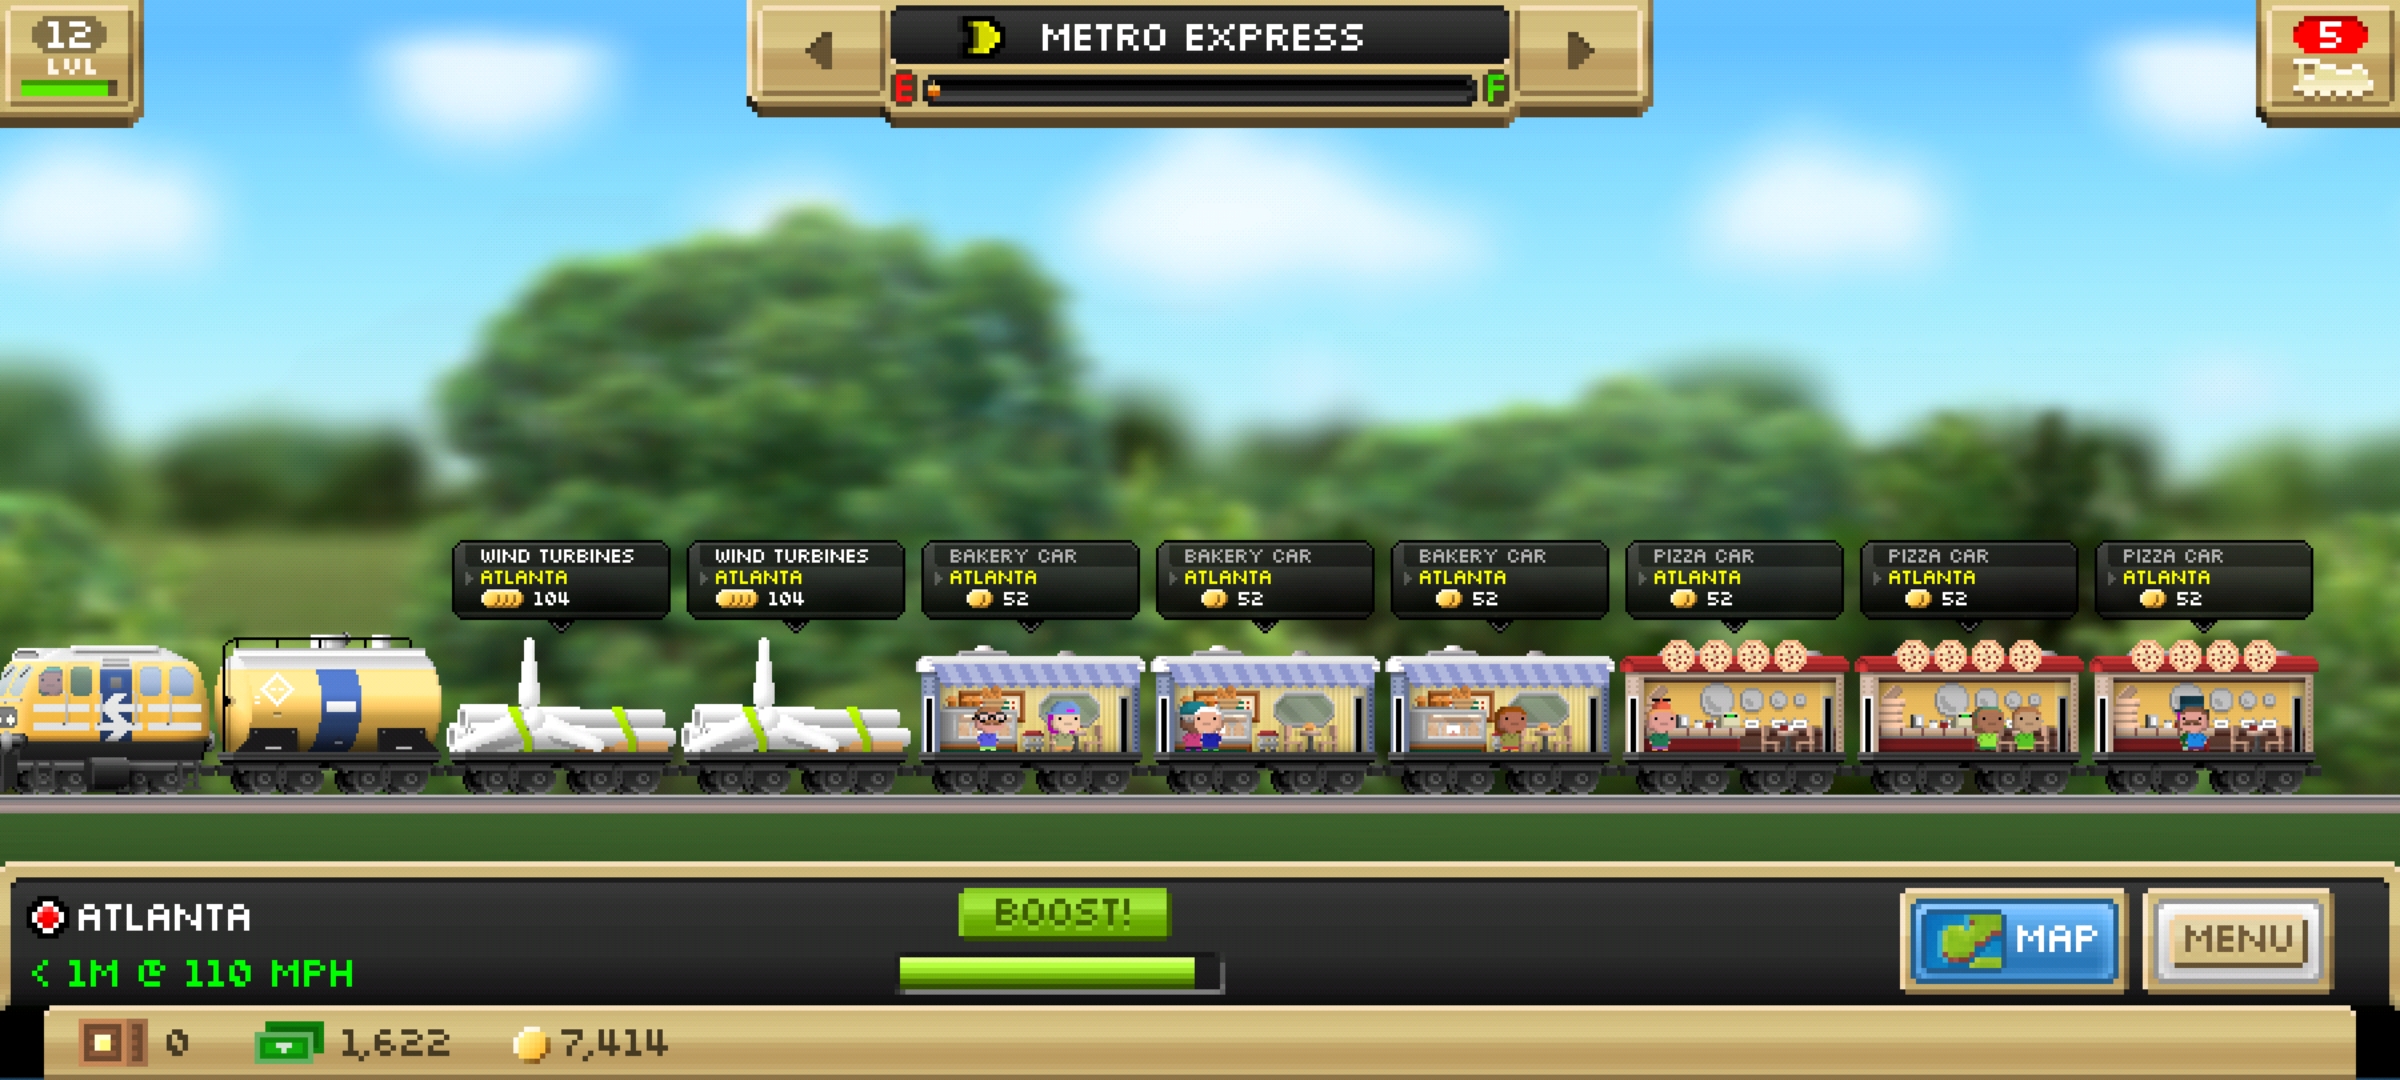 12
LVL
METRO EXPRESS
E
F
5
WIND TURBINES
ATLANTA
104
WIND TURBINES
ATLANTA
104
BAKERY CAR
ATLANTA
52
BAKERY CAR
ATLANTA
52
BAKERY CAR
ATLANTA
52
PIZZA CAR
ATLANTA
52
PIZZA CAR
ATLANTA
52
PIZZA CAR
ATLANTA
52
ATLANTA
< 1M @ 110 MPH
BOOST!
MAP
MENU
0
1,622
7,414